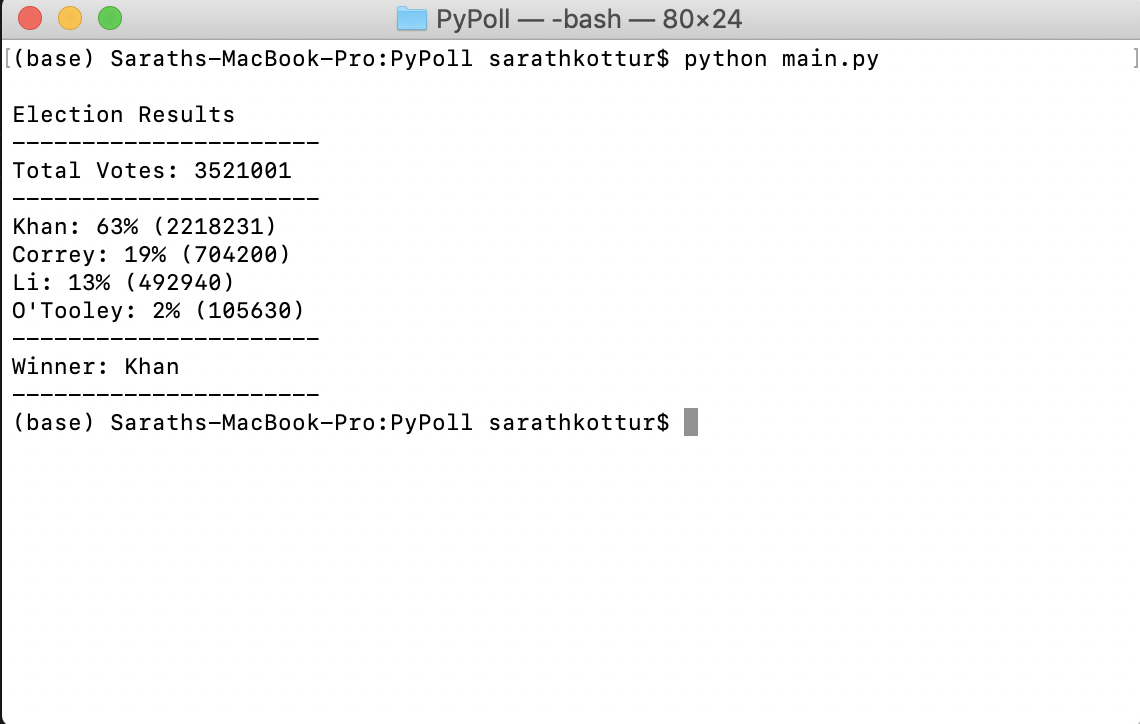 PyPoll — -bash — 80×24
[(base) Saraths-MacBook-Pro:PyPoll sarathkottur$ python main.py ]
Election Results
----------------------
Total Votes: 3521001
----------------------
Khan: 63% (2218231)
Correy: 19% (704200)
Li: 13% (492940)
O'Tooley: 2% (105630)
----------------------
Winner: Khan
----------------------
(base) Saraths-MacBook-Pro:PyPoll sarathkottur$